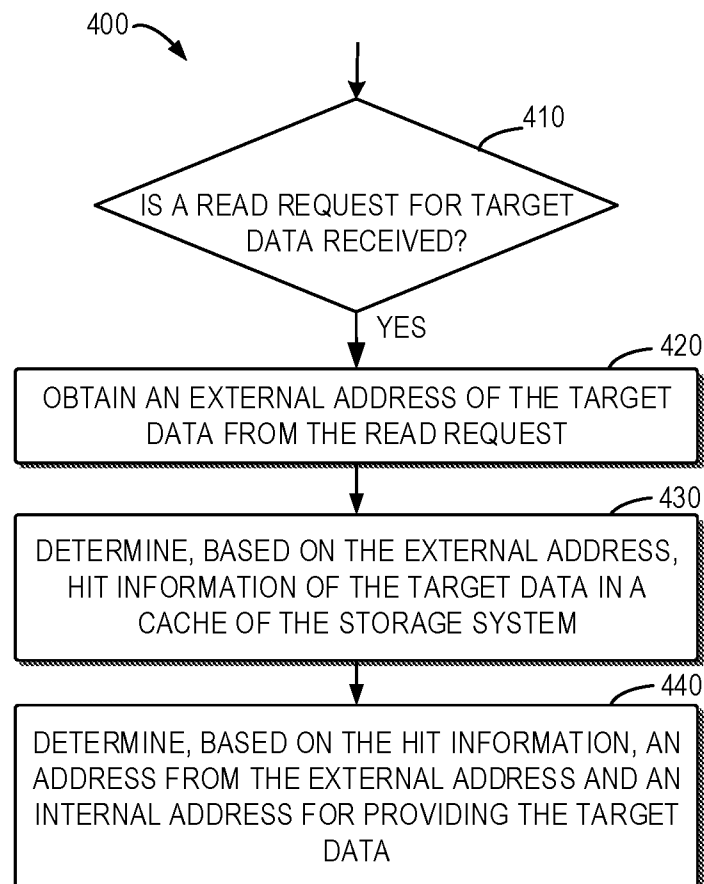 400
410
IS A READ REQUEST FOR TARGET
DATA RECEIVED?
YES
420
OBTAIN AN EXTERNAL ADDRESS OF THE TARGET
DATA FROM THE READ REQUEST
430
DETERMINE, BASED ON THE EXTERNAL ADDRESS,
HIT INFORMATION OF THE TARGET DATA IN A
CACHE OF THE STORAGE SYSTEM
440
DETERMINE, BASED ON THE HIT INFORMATION, AN
ADDRESS FROM THE EXTERNAL ADDRESS AND AN
INTERNAL ADDRESS FOR PROVIDING THE TARGET
DATA